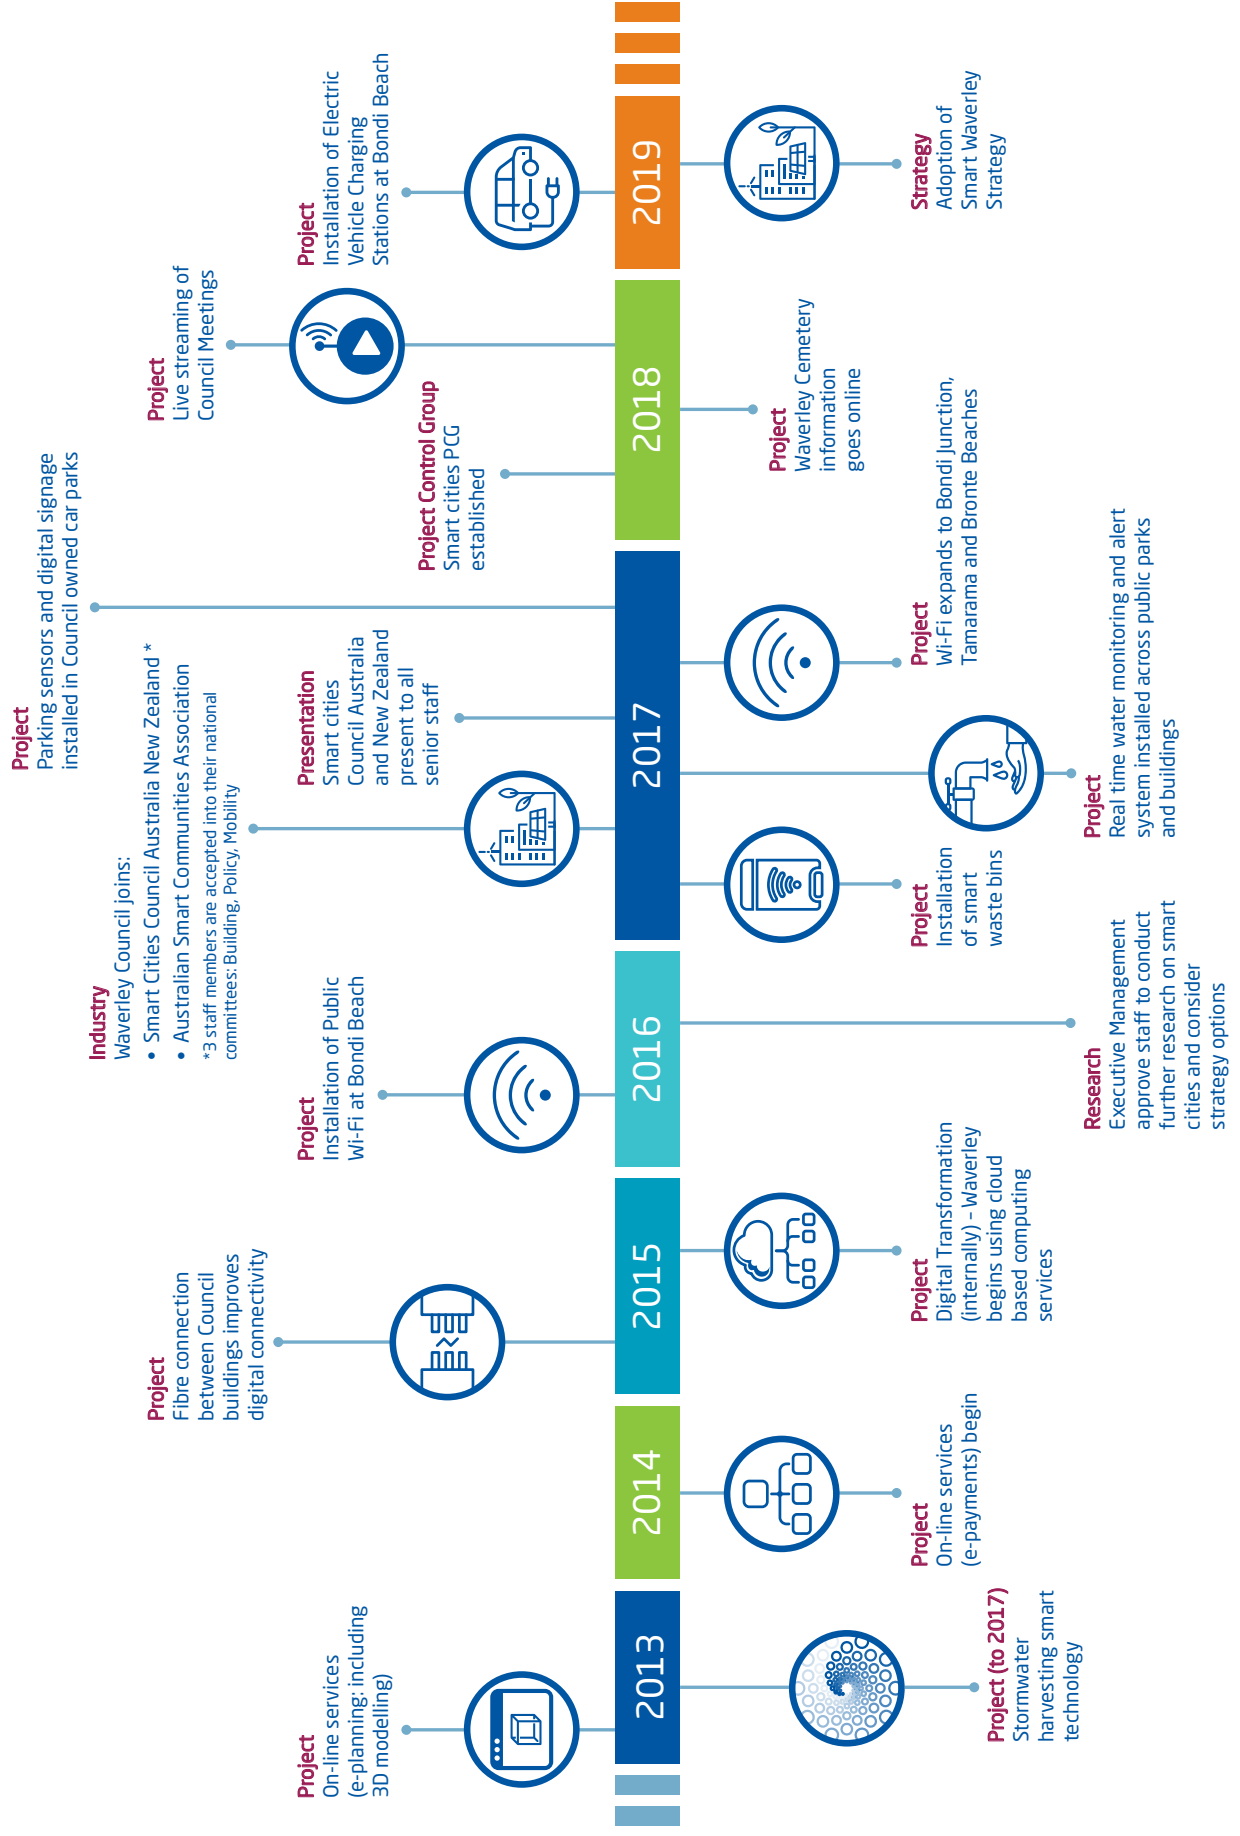 Project
On-line services
(e-planning: including
3D modelling)
2013
Project (to 2017)
Stormwater
harvesting smart
technology
2014
Project
On-line services
(e-payments) begin
Project
Fibre connection
between Council
buildings improves
digital connectivity
2015
Project
Digital Transformation
(internally) – Waverley
begins using cloud
based computing
services
Project
Installation of Public
Wi-Fi at Bondi Beach
2016
Research
Executive Management
approve staff to conduct
further research on smart
cities and consider
strategy options
Industry
Waverley Council joins:
• Smart Cities Council Australia New Zealand *
• Australian Smart Communities Association
*3 staff members are accepted into their national
committees: Building, Policy, Mobility
Presentation
Smart cities
Council Australia
and New Zealand
present to all
senior staff
Project
Parking sensors and digital signage
installed in Council owned car parks
2017
Project
Installation
of smart
waste bins
Project
Real time water monitoring and alert
system installed across public parks
and buildings
Project
Wi-Fi expands to Bondi Junction,
Tamarama and Bronte Beaches
Project Control Group
Smart cities PCG
established
Project
Live streaming of
Council Meetings
2018
Project
Waverley Cemetery
information
goes online
Project
Installation of Electric
Vehicle Charging
Stations at Bondi Beach
2019
Strategy
Adoption of
Smart Waverley
Strategy